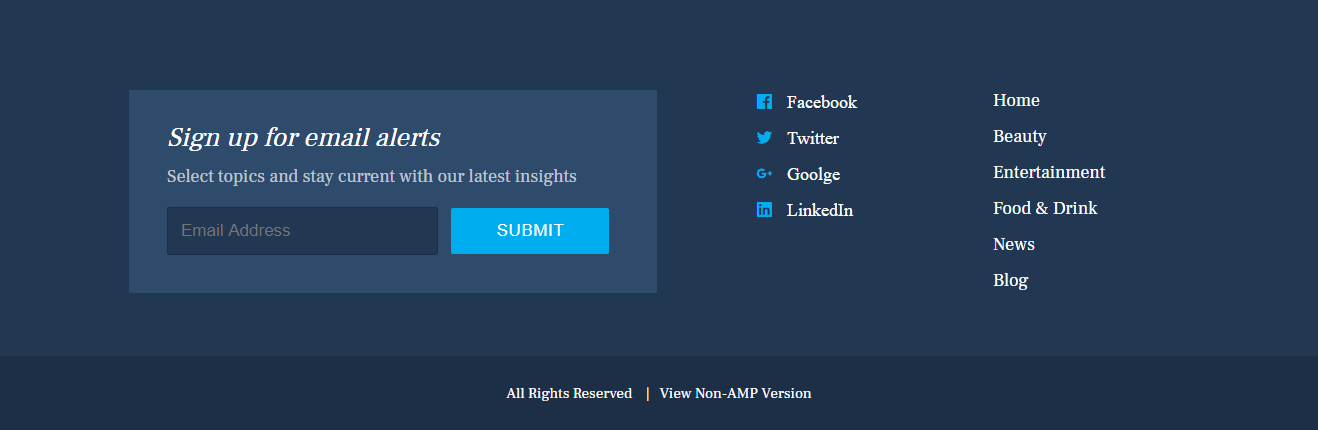 Sign up for email alerts
Select topics and stay current with our latest insights
Email Address
SUBMIT
Facebook
Twitter
Goolge
LinkedIn
Home
Beauty
Entertainment
Food & Drink
News
Blog
All Rights Reserved | View Non-AMP Version